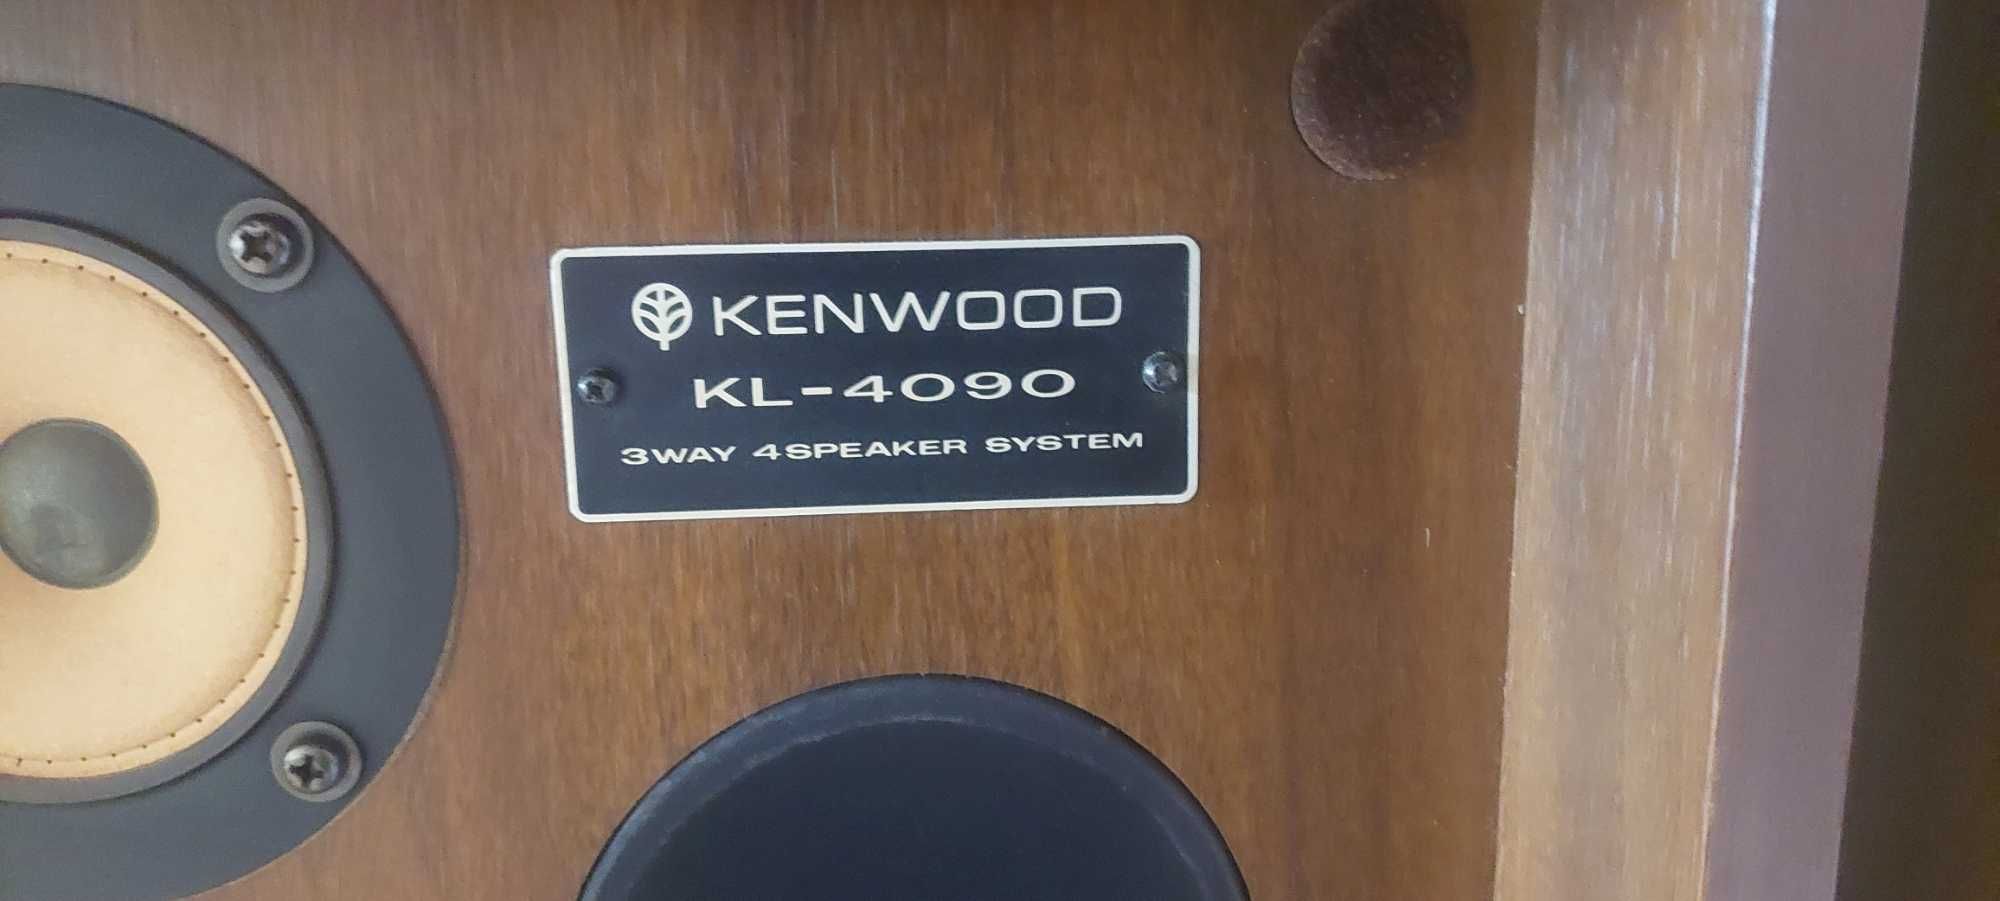 KENWOOD
KL-4090
3WAY 4SPEAKER SYSTEM